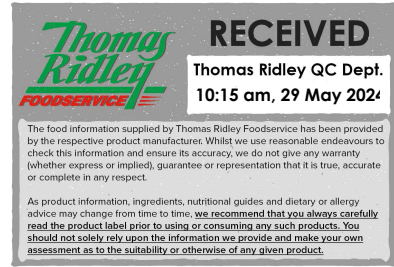 Thomas
Ridley
FOODSERVICE
RECEIVED
Thomas Ridley QC Dept.
10:15 am, 29 May 2024
The food information supplied by Thomas Ridley Foodservice has been provided
by the respective product manufacturer. Whilst we use reasonable endeavours to
check this information and ensure its accuracy, we do not give any warranty
(whether express or implied), guarantee or representation that it is true, accurate
or complete in any respect.
As product information, ingredients, nutritional guides and dietary or allergy
advice may change from time to time, we recommend that you always carefully
read the product label prior to using or consuming any such products. You
should not solely rely upon the information we provide and make your own
assessment as to the suitability or otherwise of any given product.